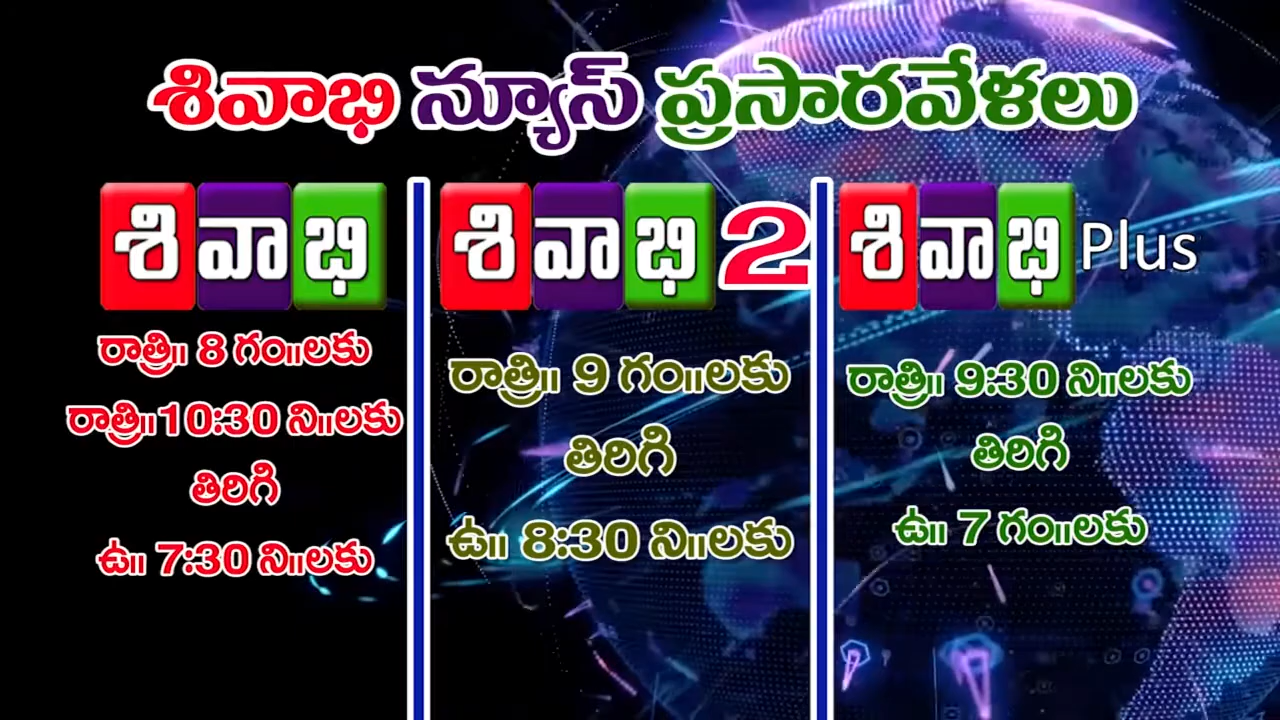 శివాభి న్యూస్ ప్రసారవేళలు
శివాభి
రాత్రి॥ 8 గం॥లకు
రాత్రి॥10:30 ని॥లకు
తిరిగి
ఉ॥ 7:30 ని॥లకు
శివాభి 2
రాత్రి॥ 9 గం॥లకు
తిరిగి
ఉ॥ 8:30 ని॥లకు
శివాభి Plus
రాత్రి॥ 9:30 ని॥లకు
తిరిగి
ఉ॥ 7 గం॥లకు